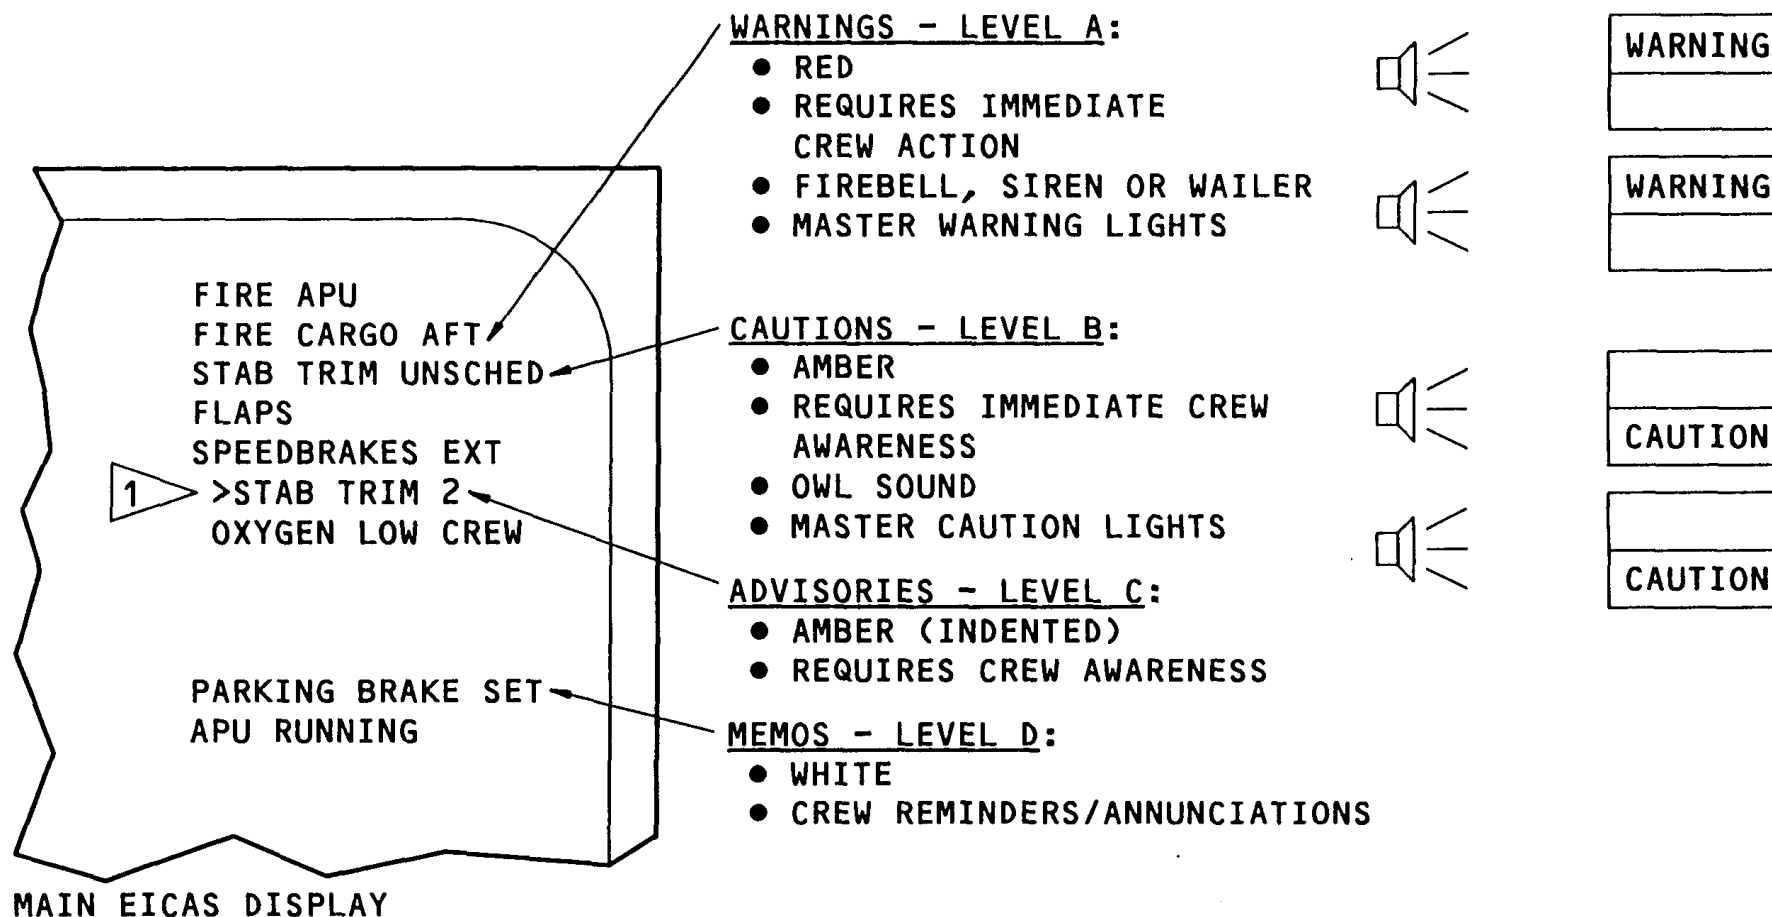 WARNINGS - LEVEL A:
● RED
● REQUIRES IMMEDIATE
CREW ACTION
● FIREBELL, SIREN OR WAILER
● MASTER WARNING LIGHTS
WARNING
WARNING
FIRE APU
FIRE CARGO AFT
STAB TRIM UNSCHED
FLAPS
SPEEDBRAKES EXT
1 >STAB TRIM 2
OXYGEN LOW CREW
PARKING BRAKE SET
APU RUNNING
CAUTIONS - LEVEL B:
● AMBER
● REQUIRES IMMEDIATE CREW
AWARENESS
● OWL SOUND
● MASTER CAUTION LIGHTS
CAUTION
CAUTION
ADVISORIES - LEVEL C:
● AMBER (INDENTED)
● REQUIRES CREW AWARENESS
MEMOS - LEVEL D:
● WHITE
● CREW REMINDERS/ANNUNCIATIONS
MAIN EICAS DISPLAY